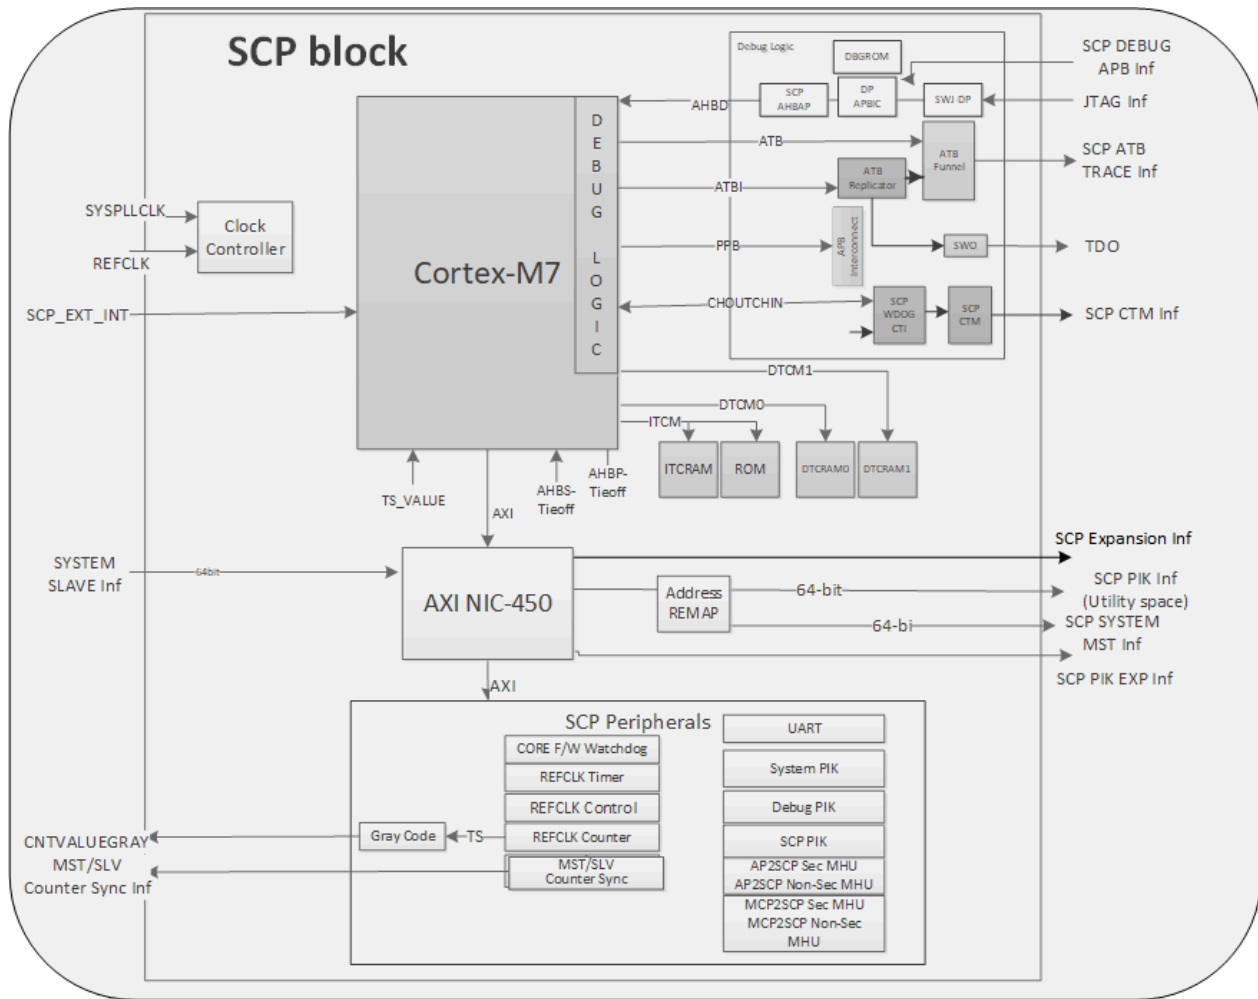 SCP block
Debug Logic
DBGROM
SCP DEBUG
APB Inf
SCP
AHBAP
DP
APBIC
SWJ-DP
AHBD
JTAG Inf
DEBUG LOGIC
ATB
ATB
Funnel
SCP ATB
TRACE Inf
ATB
Replicator
ATBI
SYSPLLCLK
REFCLK
Clock
Controller
Cortex-M7
PPB
APB
Interconnect
SWO
TDO
SCP_EXT_INT
CHOUTCHIN
SCP
WDOG
CTI
SCP
CTM
SCP CTM Inf
DTCM1
DTCM0
ITCM
ITCRAM
ROM
DTCRAM0
DTCRAM1
TS_VALUE
AXI
AHBS-
Tieoff
AHBP-
Tieoff
SYSTEM
SLAVE Inf
64bit
AXI NIC-450
SCP Expansion Inf
Address
REMAP
64-bit
SCP PIK Inf
(Utility space)
64-bi
SCP SYSTEM
MST Inf
SCP PIK EXP Inf
AXI
SCP Peripherals
CORE F/W Watchdog
REFCLK Timer
REFCLK Control
REFCLK Counter
MST/SLV
Counter Sync
TS
Gray Code
UART
System PIK
Debug PIK
SCP PIK
AP2SCP Sec MHU
AP2SCP Non-Sec MHU
MCP2SCP Sec MHU
MCP2SCP Non-Sec
MHU
CNTVALUEGRAY
MST/SLV
Counter Sync Inf